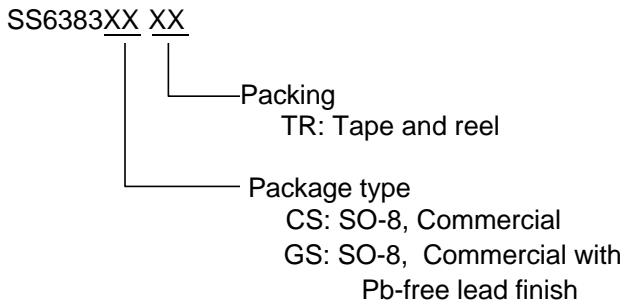 SS6383XX XX
Packing
TR: Tape and reel
Package type
CS: SO-8, Commercial
GS: SO-8, Commercial with
Pb-free lead finish